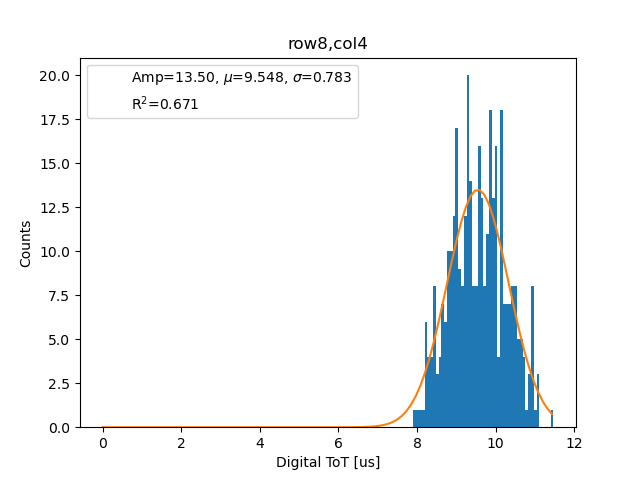 row8,col4
Amp=13.50, μ=9.548, σ=0.783
R²=0.671
20.0
17.5
15.0
12.5
10.0
7.5
5.0
2.5
0.0
Counts
0 2 4 6 8 10 12
Digital ToT [us]